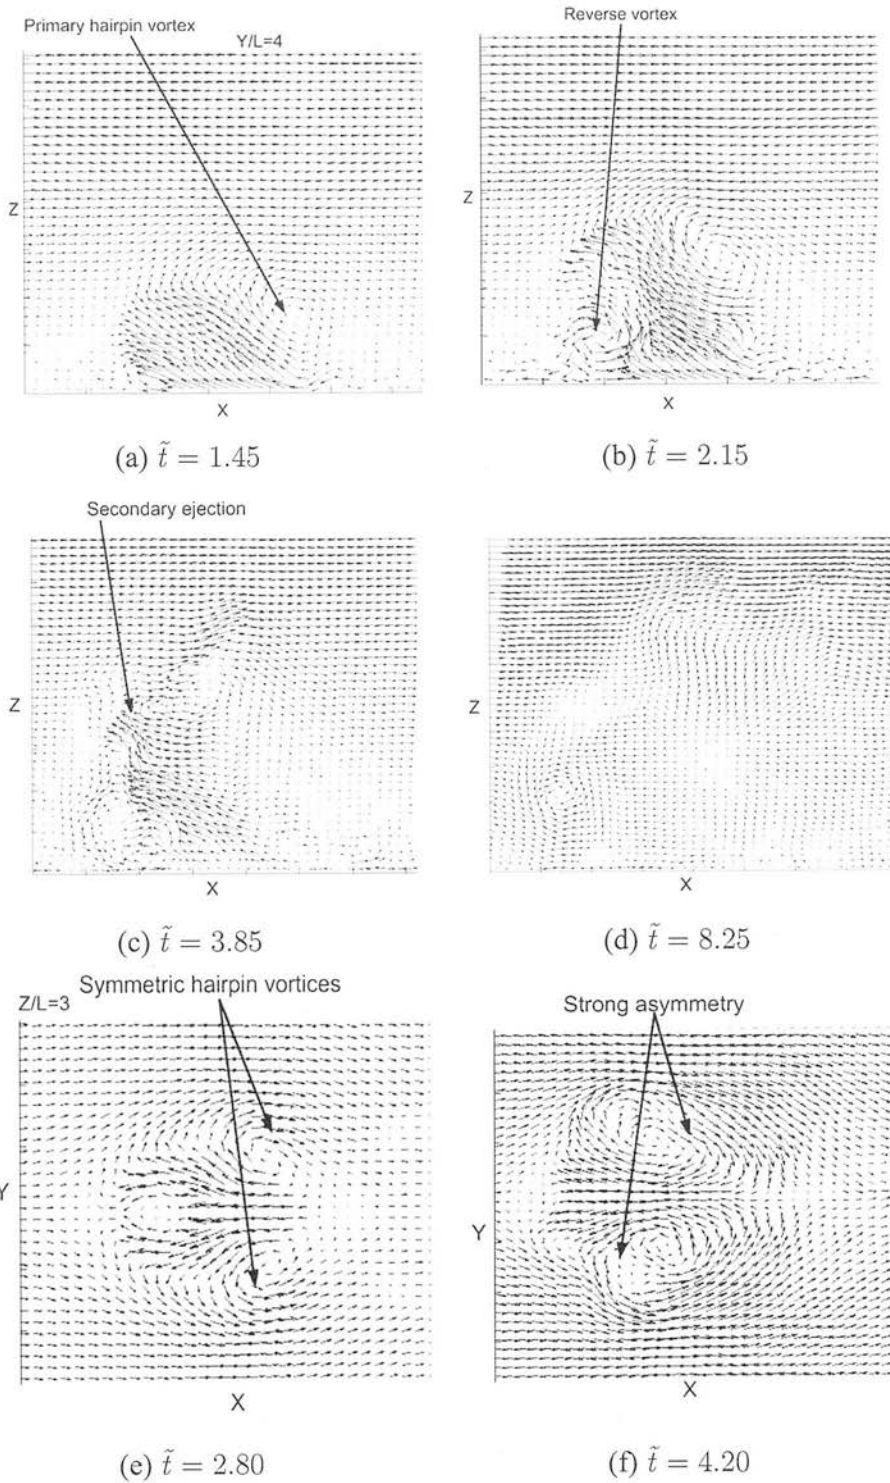 Primary hairpin vortex
Y/L=4
Z
X
(a) t̃ = 1.45
Reverse vortex
Z
X
(b) t̃ = 2.15
Secondary ejection
Z
X
(c) t̃ = 3.85
Z
X
(d) t̃ = 8.25
Symmetric hairpin vortices
Z/L=3
Y
X
(e) t̃ = 2.80
Strong asymmetry
Y
X
(f) t̃ = 4.20